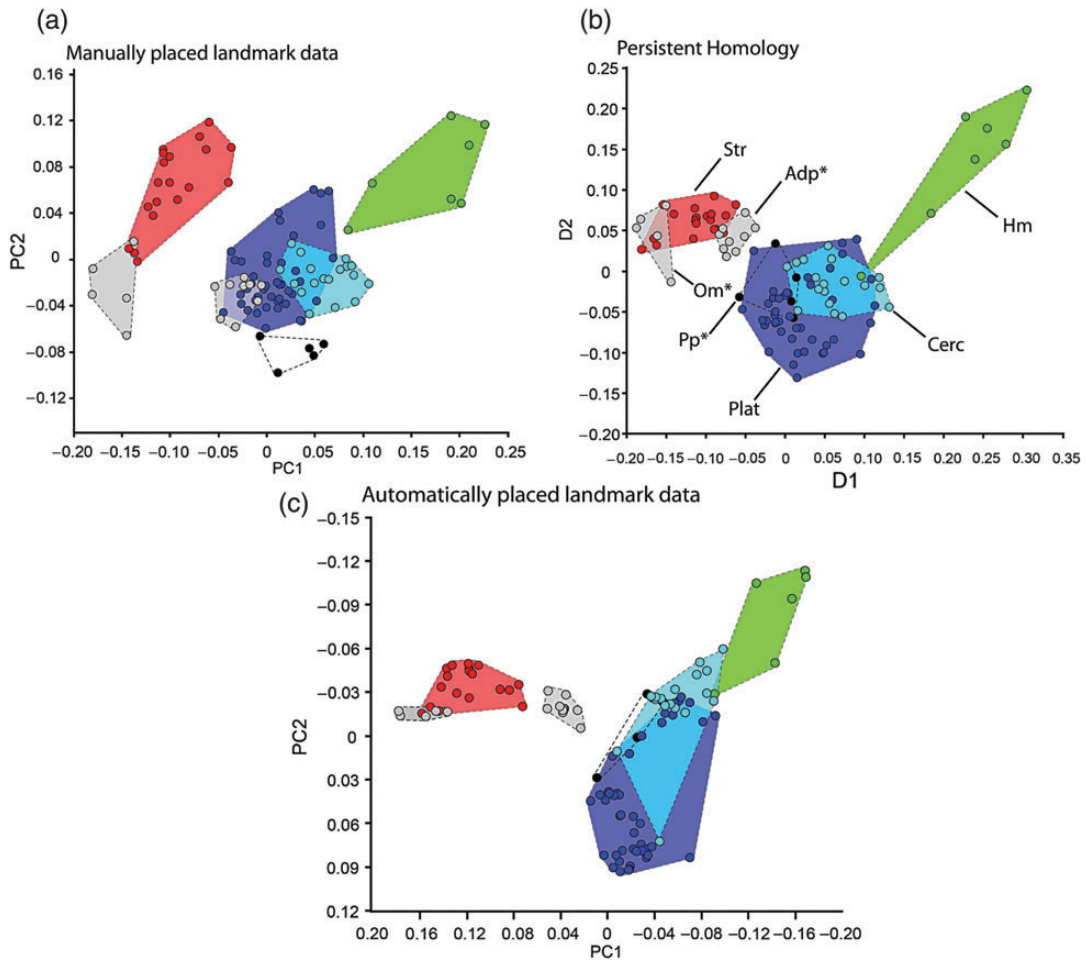 (a)
Manually placed landmark data
0.16
0.12
0.08
0.04
0
−0.04
−0.08
−0.12
PC2
−0.20 −0.15 −0.10 −0.05 0 0.05 0.10 0.15 0.20 0.25
PC1
(b)
Persistent Homology
0.25
0.20
0.15
0.10
0.05
0
−0.05
−0.10
−0.15
−0.20
D2
Str
Adp*
Hm
Om*
Pp*
Cerc
Plat
−0.20 −0.15 −0.10 −0.05 0 0.05 0.10 0.15 0.20 0.25 0.30 0.35
D1
(c)
Automatically placed landmark data
−0.15
−0.12
−0.09
−0.06
−0.03
0
0.03
0.06
0.09
0.12
PC2
0.20 0.16 0.12 0.08 0.04 0 −0.04 −0.08 −0.12 −0.16 −0.20
PC1